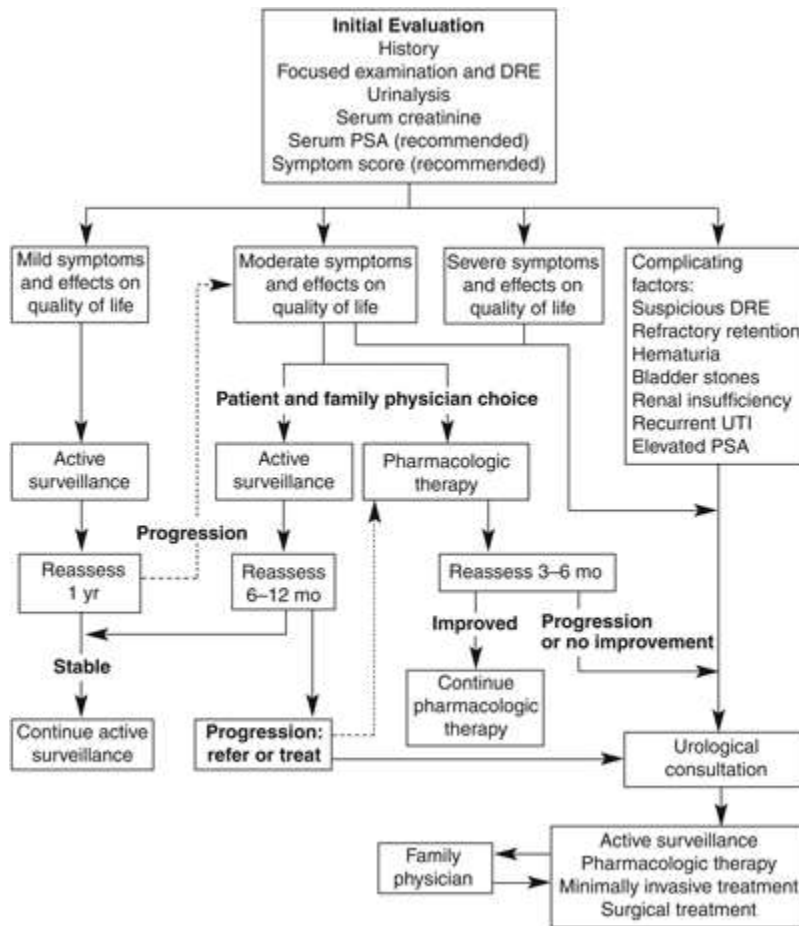 Initial Evaluation
History
Focused examination and DRE
Urinalysis
Serum creatinine
Serum PSA (recommended)
Symptom score (recommended)
Mild symptoms
and effects on
quality of life
Moderate symptoms
and effects on
quality of life
Severe symptoms
and effects on
quality of life
Complicating
factors:
Suspicious DRE
Refractory retention
Hematuria
Bladder stones
Renal insufficiency
Recurrent UTI
Elevated PSA
Patient and family physician choice
Active
surveillance
Active
surveillance
Pharmacologic
therapy
Progression
Reassess
1 yr
Reassess
6–12 mo
Reassess 3–6 mo
Improved
Progression
or no improvement
Stable
Continue active
surveillance
Progression:
refer or treat
Continue
pharmacologic
therapy
Urological
consultation
Family
physician
Active surveillance
Pharmacologic therapy
Minimally invasive treatment
Surgical treatment